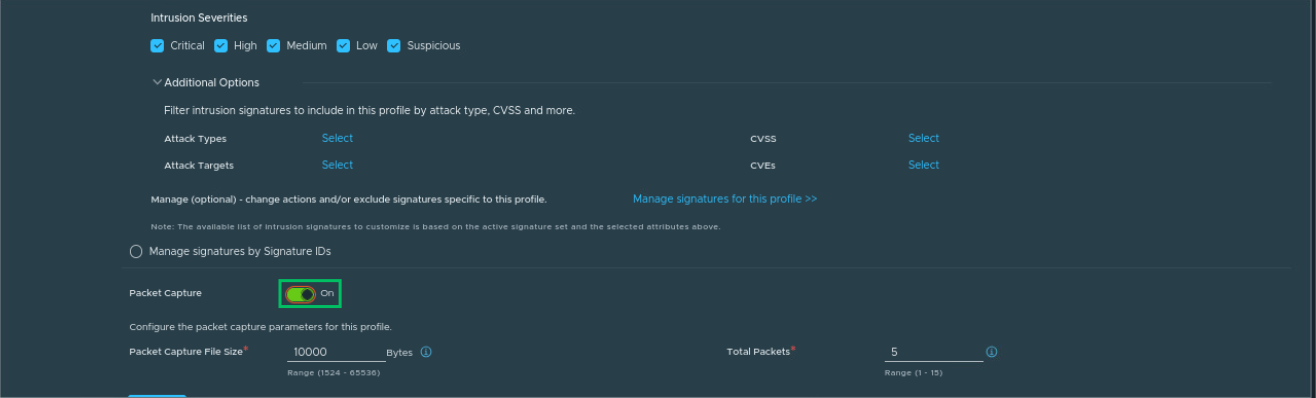 Intrusion Severities
Critical High Medium Low Suspicious
Additional Options
Filter intrusion signatures to include in this profile by attack type, CVSS and more.
Attack Types Select CVSS Select
Attack Targets Select CVEs Select
Manage (optional) - change actions and/or exclude signatures specific to this profile. Manage signatures for this profile >>
Note: The available list of intrusion signatures to customize is based on the active signature set and the selected attributes above.
Manage signatures by Signature IDs
Packet Capture On
Configure the packet capture parameters for this profile.
Packet Capture File Size* 10000 Bytes Total Packets* 5
Range (1524 - 65536) Range (1 - 15)